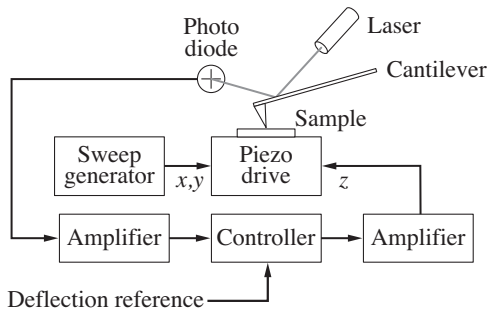 Photo
diode
Laser
Cantilever
Sample
Sweep
generator
x,y
Piezo
drive
z
Amplifier
Controller
Amplifier
Deflection reference